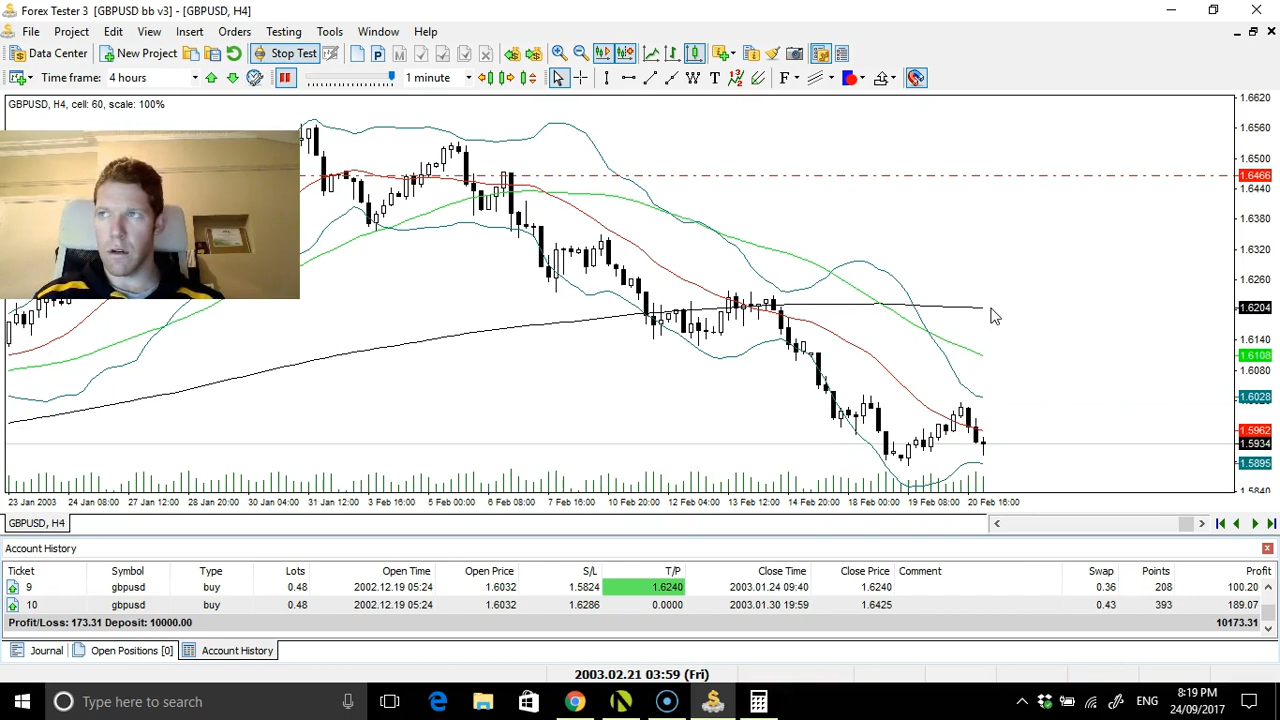 Forex Tester 3 [GBPUSD bb v3] - [GBPUSD, H4]
File Projects Edit View Insert Orders Testing Tools Window Help
Data Center New Project Stop Test
Time frame: 4 hours 1 minute
GBPUSD, H4, cell: 60, scale: 100%
1.6620
1.6560
1.6500
1.6466
1.6440
1.6380
1.6320
1.6260
1.6204
1.6140
1.6108
1.6080
1.6028
1.5962
1.5934
1.5895
1.5840
23 Jan 2003 24 Jan 08:00 27 Jan 12:00 28 Jan 20:00 30 Jan 04:00 31 Jan 12:00 3 Feb 16:00 5 Feb 00:00 6 Feb 08:00 7 Feb 16:00 10 Feb 20:00 12 Feb 04:00 13 Feb 12:00 14 Feb 20:00 18 Feb 00:00 19 Feb 08:00 20 Feb 16:00
GBPUSD, H4
Account History
Ticket Symbol Type Lots Open Time Open Price S/L T/P Close Time Close Price Comment Swap Points Profit
9 gbpusd buy 0.48 2002.12.19 05:24 1.6032 1.5824 1.6240 2003.01.24 09:40 1.6240 0.36 208 100.20
10 gbpusd buy 0.48 2002.12.19 05:24 1.6032 1.6286 0.0000 2003.01.30 19:59 1.6425 0.43 393 189.07
Profit/Loss: 173.31 Deposit: 10000.00 10173.31
Journal Open Positions [0] Account History
2003.02.21 03:59 (Fri)
Type here to search
ENG
8:19 PM
24/09/2017